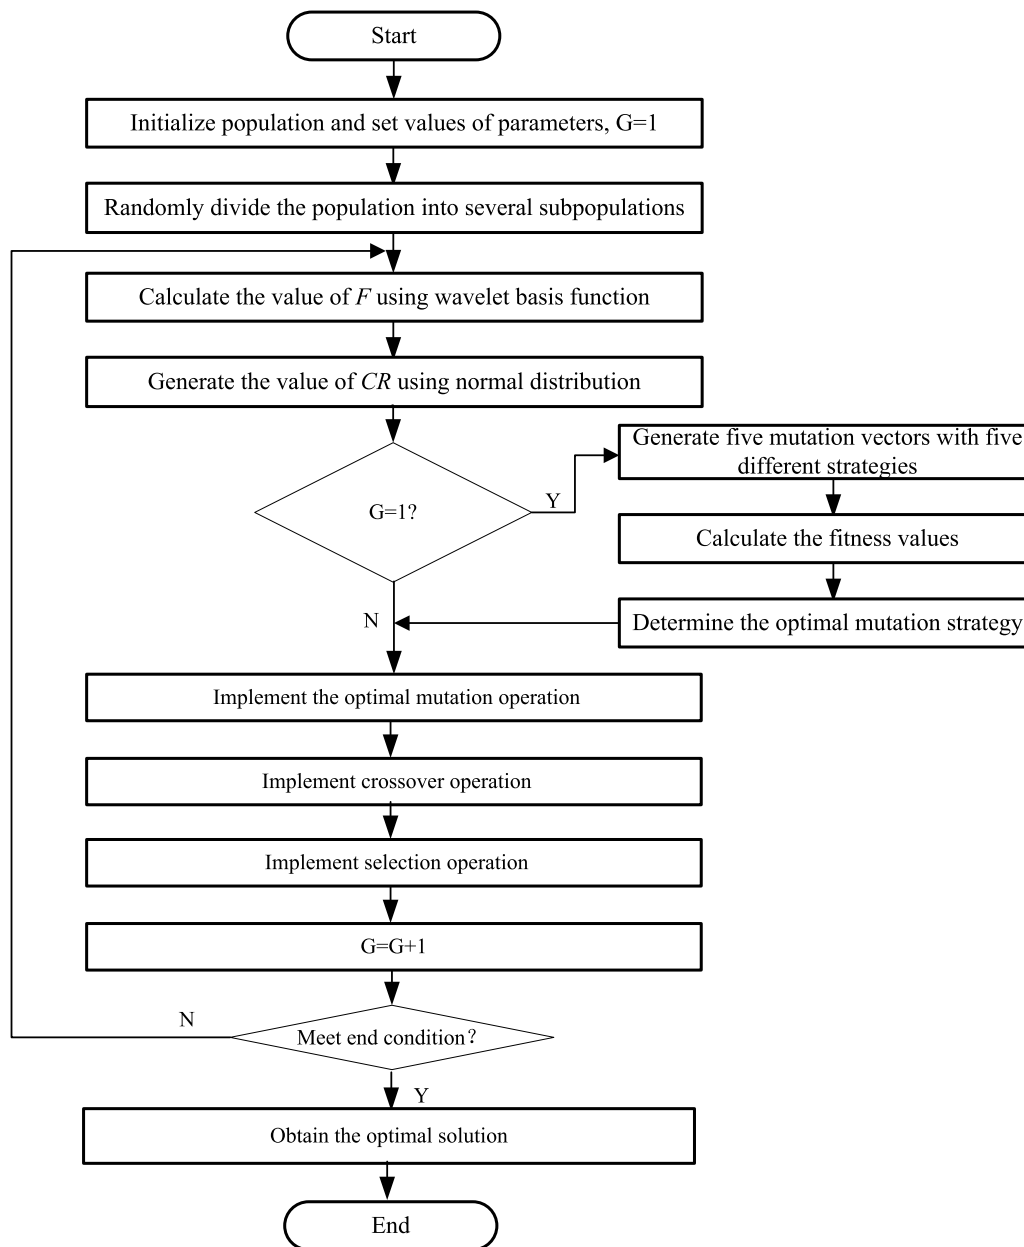 Start
Initialize population and set values of parameters, G=1
Randomly divide the population into several subpopulations
Calculate the value of F using wavelet basis function
Generate the value of CR using normal distribution
G=1?
Y
Generate five mutation vectors with five
different strategies
Calculate the fitness values
Determine the optimal mutation strategy
N
Implement the optimal mutation operation
Implement crossover operation
Implement selection operation
G=G+1
Meet end condition?
N
Y
Obtain the optimal solution
End